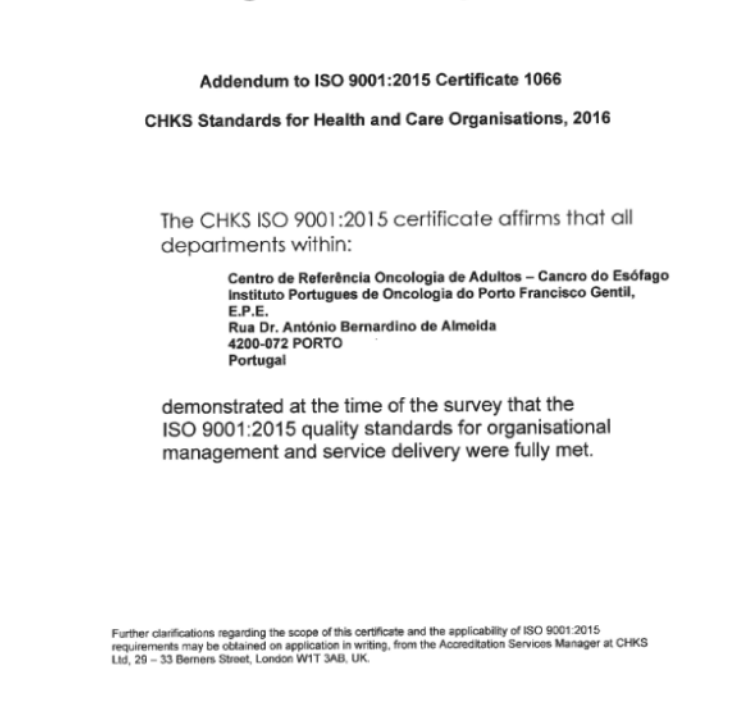 Addendum to ISO 9001:2015 Certificate 1066
CHKS Standards for Health and Care Organisations, 2016
The CHKS ISO 9001:2015 certificate affirms that all
departments within:
Centro de Referência Oncologia de Adultos – Cancro do Esófago
Instituto Portugues de Oncologia do Porto Francisco Gentil,
E.P.E.
Rua Dr. António Bernardino de Almeida
4200-072 PORTO
Portugal
demonstrated at the time of the survey that the
ISO 9001:2015 quality standards for organisational
management and service delivery were fully met.
Further clarifications regarding the scope of this certificate and the applicability of ISO 9001:2015
requirements may be obtained on application in writing, from the Accreditation Services Manager at CHKS
Ltd, 29 – 33 Berners Street, London W1T 3AB, UK.